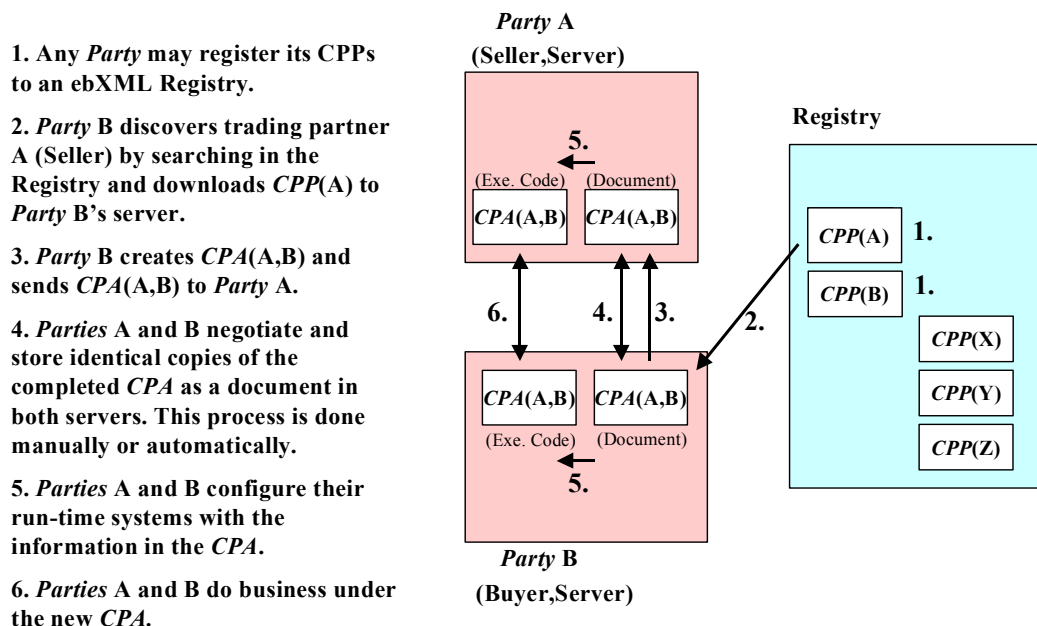 1. Any Party may register its CPPs
to an ebXML Registry.
2. Party B discovers trading partner
A (Seller) by searching in the
Registry and downloads CPP(A) to
Party B’s server.
3. Party B creates CPA(A,B) and
sends CPA(A,B) to Party A.
4. Parties A and B negotiate and
store identical copies of the
completed CPA as a document in
both servers. This process is done
manually or automatically.
5. Parties A and B configure their
run-time systems with the
information in the CPA.
6. Parties A and B do business under
the new CPA.
Party A
(Seller,Server)
5.
(Exe. Code) (Document)
CPA(A,B) CPA(A,B)
6. 4. 3. 2.
CPA(A,B) CPA(A,B)
(Exe. Code) (Document)
5.
Party B
(Buyer,Server)
Registry
CPP(A) 1.
CPP(B) 1.
CPP(X)
CPP(Y)
CPP(Z)